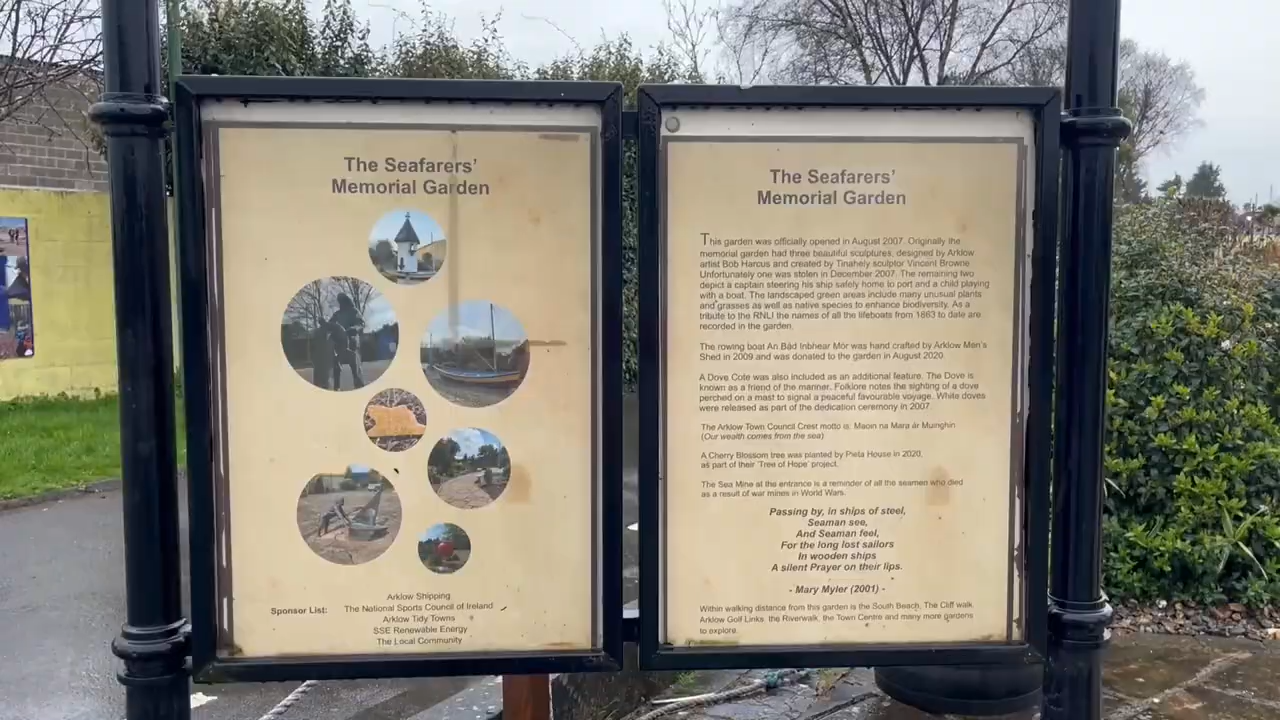 The Seafarers'
Memorial Garden
Arklow Shipping
Sponsor List: The National Sports Council of Ireland
Arklow Tidy Towns
SSE Renewable Energy
The Local Community
The Seafarers'
Memorial Garden
This garden was officially opened in August 2007. Originally the
memorial garden had three beautiful sculptures, designed by Arklow
artist Bob Harcus and created by Tinahely sculptor Vincent Browne.
Unfortunately one was stolen in December 2007. The remaining two
depict a captain steering his ship safely home to port and a child playing
with a boat. The landscaped green areas include many unusual plants
and grasses as well as native species to enhance biodiversity. As a
tribute to the RNLI the names of all the lifeboats from 1863 to date are
recorded in the garden.
The rowing boat An Bád Inbhear Mór was hand crafted by Arklow Men's
Shed in 2009 and was donated to the garden in August 2020.
A Dove Cote was also included as an additional feature. The Dove is
known as a friend of the mariner. Folklore notes the sighting of a dove
perched on a mast to signal a peaceful favourable voyage. White doves
were released as part of the dedication ceremony in 2007.
The Arklow Town Council Crest motto is: Maoin na Mara ár Muinghin
(Our wealth comes from the sea)
A Cherry Blossom tree was planted by Pieta House in 2020,
as part of their 'Tree of Hope' project.
The Sea Mine at the entrance is a reminder of all the seamen who died
as a result of war mines in World Wars.
Passing by, in ships of steel,
Seaman see,
And Seaman feel,
For the long lost sailors
In wooden ships
A silent Prayer on their lips.
- Mary Myler (2001) -
Within walking distance from this garden is the South Beach, The Cliff walk
Arklow Golf Links, the Riverwalk, the Town Centre and many more gardens
to explore.